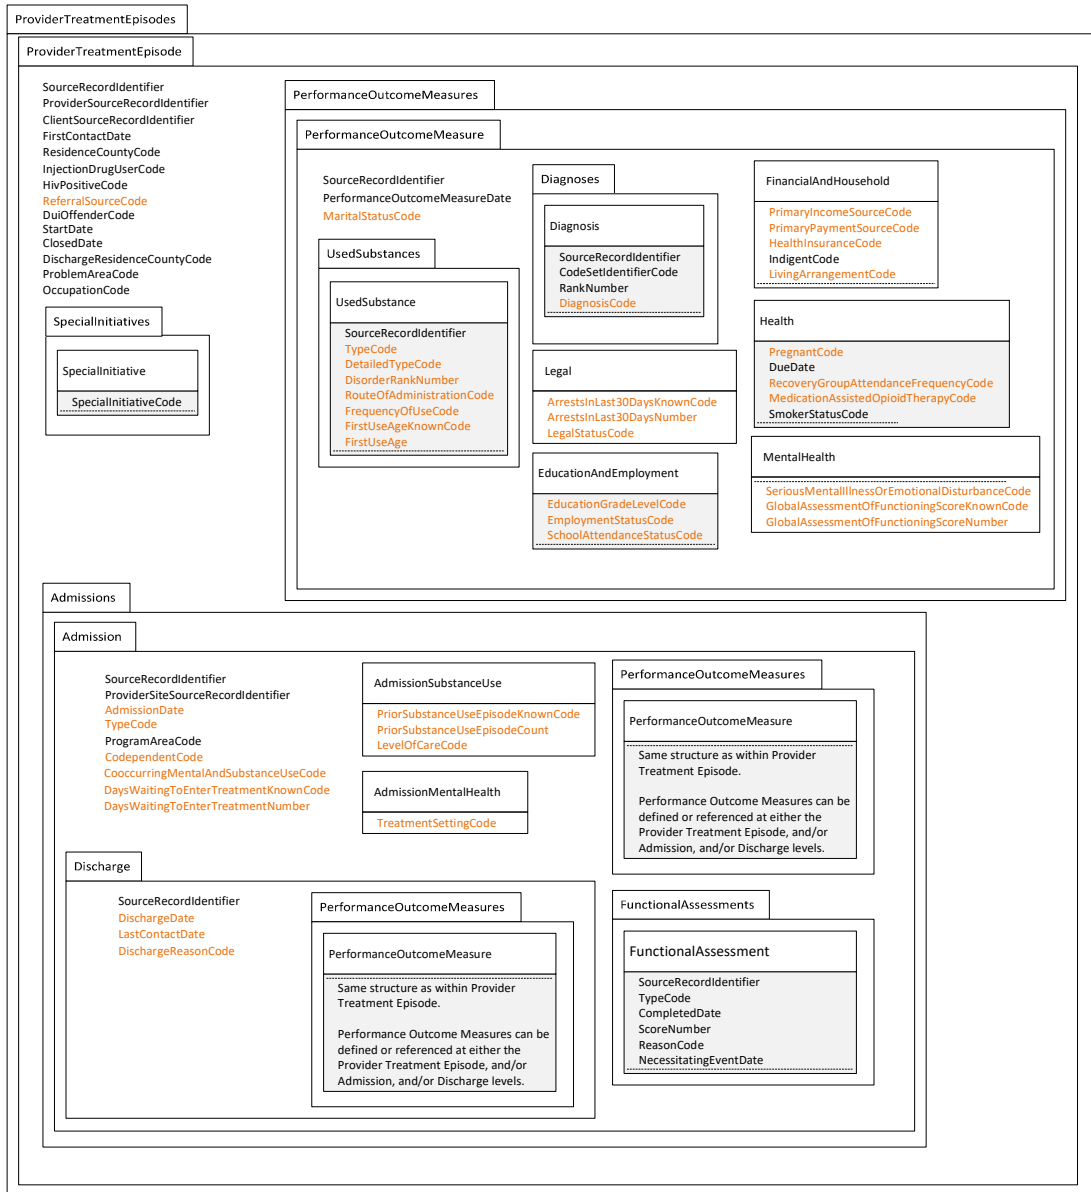 ProviderTreatmentEpisodes
ProviderTreatmentEpisode
SourceRecordIdentifier
ProviderSourceRecordIdentifier
ClientSourceRecordIdentifier
FirstContactDate
ResidenceCountyCode
InjectionDrugUserCode
HivPositiveCode
ReferralSourceCode
DuiOffenderCode
StartDate
ClosedDate
DischargeResidenceCountyCode
ProblemAreaCode
OccupationCode
SpecialInitiatives
SpecialInitiative
SpecialInitiativeCode
PerformanceOutcomeMeasures
PerformanceOutcomeMeasure
SourceRecordIdentifier
PerformanceOutcomeMeasureDate
MaritalStatusCode
UsedSubstances
UsedSubstance
SourceRecordIdentifier
TypeCode
DetailedTypeCode
DisorderRankNumber
RouteOfAdministrationCode
FrequencyOfUseCode
FirstUseAgeKnownCode
FirstUseAge
Diagnoses
Diagnosis
SourceRecordIdentifier
CodeSetIdentifierCode
RankNumber
DiagnosisCode
Legal
ArrestsInLast30DaysKnownCode
ArrestsInLast30DaysNumber
LegalStatusCode
EducationAndEmployment
EducationGradeLevelCode
EmploymentStatusCode
SchoolAttendanceStatusCode
FinancialAndHousehold
PrimaryIncomeSourceCode
PrimaryPaymentSourceCode
HealthInsuranceCode
IndigentCode
LivingArrangementCode
Health
PregnantCode
DueDate
RecoveryGroupAttendanceFrequencyCode
MedicationAssistedOpioidTherapyCode
SmokerStatusCode
MentalHealth
SeriousMentalIllnessOrEmotionalDisturbanceCode
GlobalAssessmentOfFunctioningScoreKnownCode
GlobalAssessmentOfFunctioningScoreNumber
Admissions
Admission
SourceRecordIdentifier
ProviderSiteSourceRecordIdentifier
AdmissionDate
TypeCode
ProgramAreaCode
CodependentCode
CooccurringMentalAndSubstanceUseCode
DaysWaitingToEnterTreatmentKnownCode
DaysWaitingToEnterTreatmentNumber
AdmissionSubstanceUse
PriorSubstanceUseEpisodeKnownCode
PriorSubstanceUseEpisodeCount
LevelOfCareCode
AdmissionMentalHealth
TreatmentSettingCode
PerformanceOutcomeMeasures
PerformanceOutcomeMeasure
Same structure as within Provider
Treatment Episode.
Performance Outcome Measures can be
defined or referenced at either the
Provider Treatment Episode, and/or
Admission, and/or Discharge levels.
Discharge
SourceRecordIdentifier
DischargeDate
LastContactDate
DischargeReasonCode
PerformanceOutcomeMeasures
PerformanceOutcomeMeasure
Same structure as within Provider
Treatment Episode.
Performance Outcome Measures can be
defined or referenced at either the
Provider Treatment Episode, and/or
Admission, and/or Discharge levels.
FunctionalAssessments
FunctionalAssessment
SourceRecordIdentifier
TypeCode
CompletedDate
ScoreNumber
ReasonCode
NecessitatingEventDate